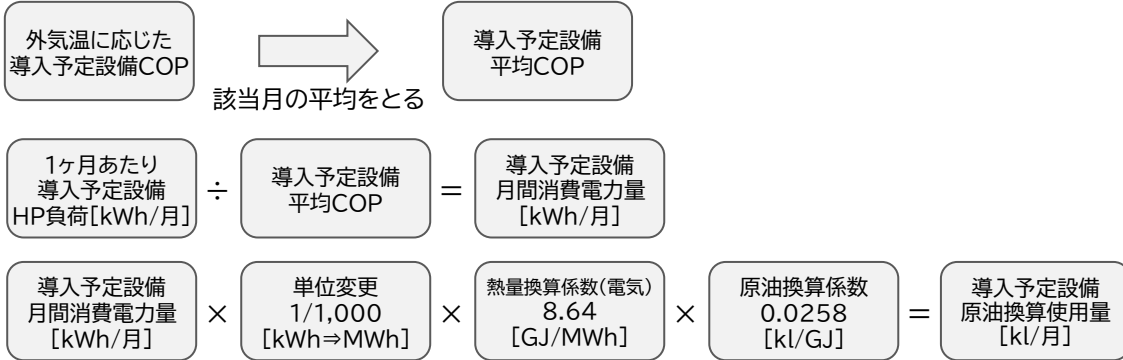 外気温に応じた
導入予定設備COP
該当月の平均をとる
導入予定設備
平均COP
1ヶ月あたり
導入予定設備
HP負荷[kWh/月]
÷
導入予定設備
平均COP
=
導入予定設備
月間消費電力量
[kWh/月]
導入予定設備
月間消費電力量
[kWh/月]
×
単位変更
1/1,000
[kWh⇒MWh]
×
熱量換算係数(電気)
8.64
[GJ/MWh]
×
原油換算係数
0.0258
[kl/GJ]
=
導入予定設備
原油換算使用量
[kl/月]